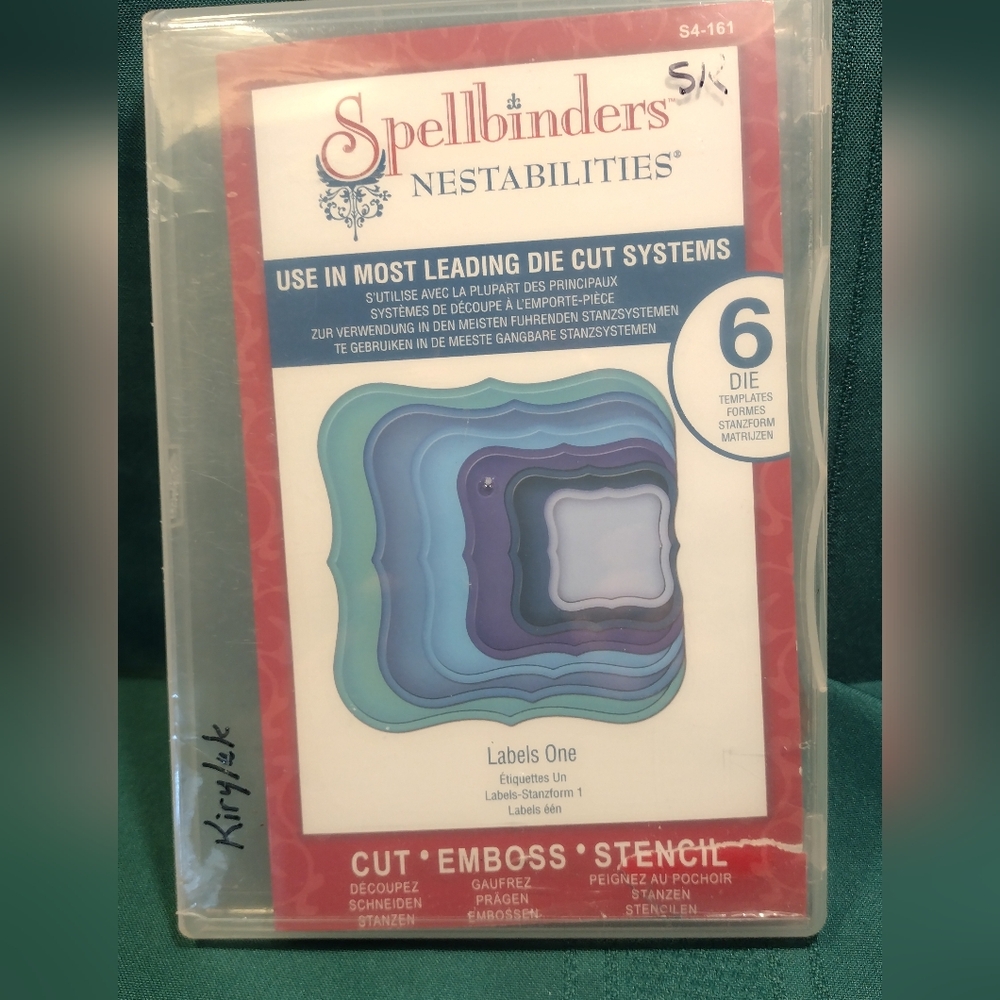 S4-161
SK
Spellbinders™
NESTABILITIES®
USE IN MOST LEADING DIE CUT SYSTEMS
S'UTILISE AVEC LA PLUPART DES PRINCIPAUX
SYSTÈMES DE DÉCOUPE À L'EMPORTE-PIÈCE
ZUR VERWENDUNG IN DEN MEISTEN FUHRENDEN STANZSYSTEMEN
TE GEBRUIKEN IN DE MEESTE GANGBARE STANZSYSTEMEN
6
DIE
TEMPLATES
FORMES
STANZFORM
MATRIJZEN
Labels One
Étiquettes Un
Labels-Stanzform 1
Labels één
Kiryluk
CUT • EMBOSS • STENCIL
DÉCOUPEZ GAUFREZ PEIGNEZ AU POCHOIR
SCHNEIDEN PRÄGEN STANZEN
STANZEN EMBOSSEN STENCILEN